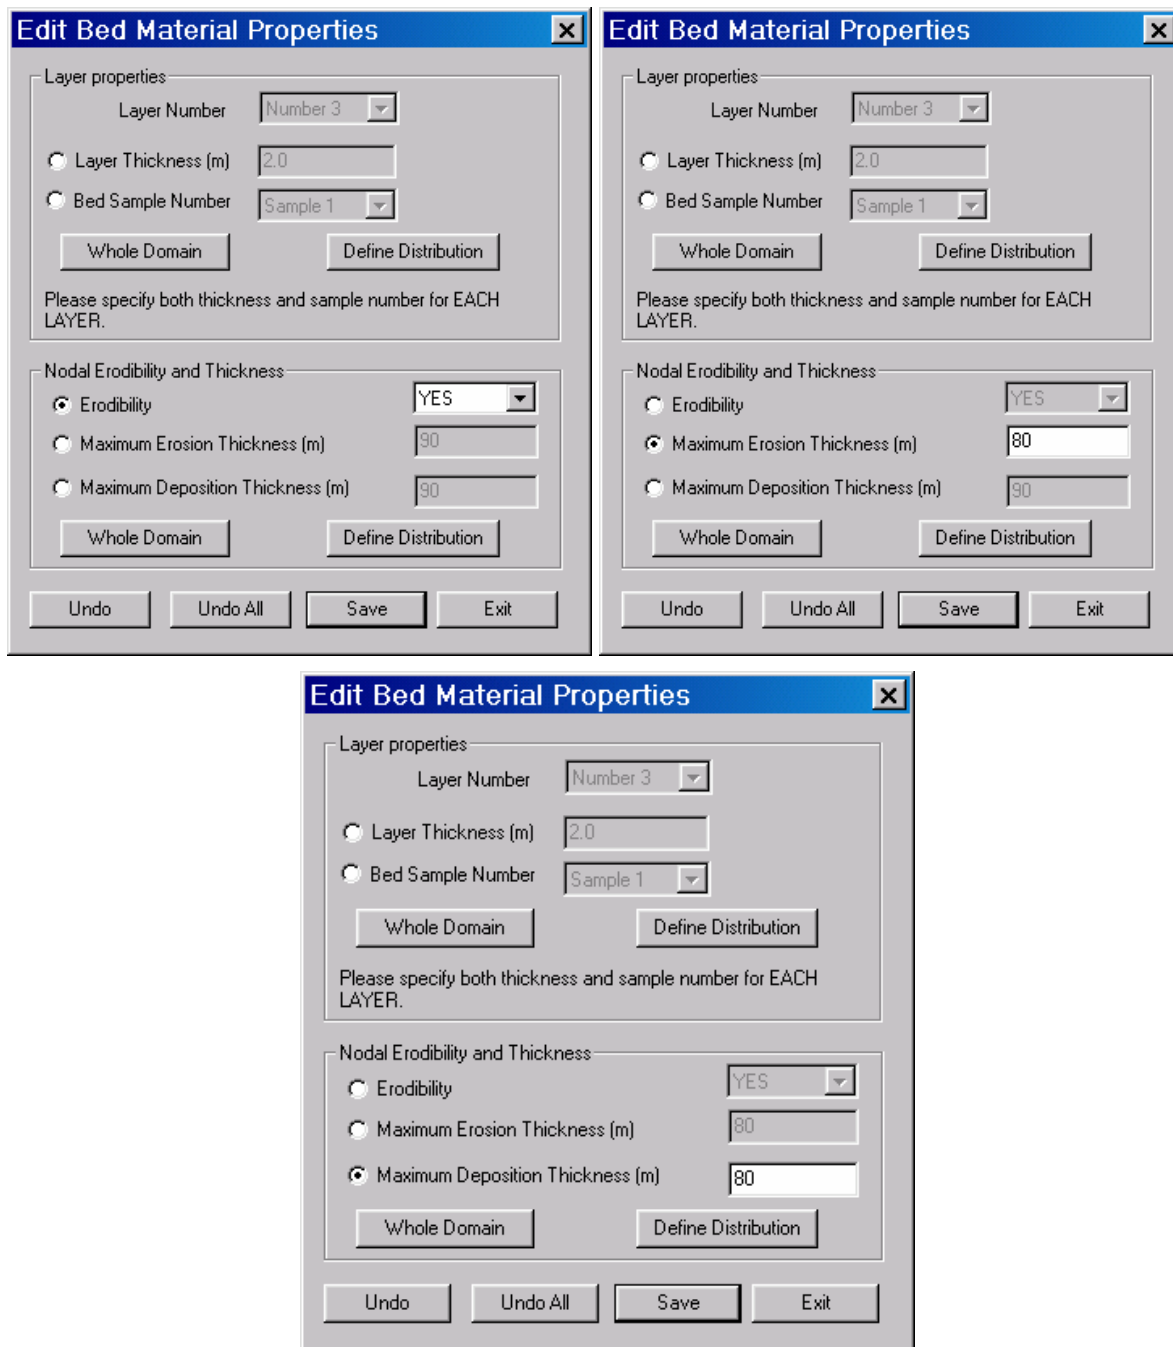 Edit Bed Material Properties
Layer properties
Layer Number Number 3
Layer Thickness (m) 2.0
Bed Sample Number Sample 1
Whole Domain Define Distribution
Please specify both thickness and sample number for EACH
LAYER.
Nodal Erodibility and Thickness
Erodibility YES
Maximum Erosion Thickness (m) 90
Maximum Deposition Thickness (m) 90
Whole Domain Define Distribution
Undo Undo All Save Exit
Edit Bed Material Properties
Layer properties
Layer Number Number 3
Layer Thickness (m) 2.0
Bed Sample Number Sample 1
Whole Domain Define Distribution
Please specify both thickness and sample number for EACH
LAYER.
Nodal Erodibility and Thickness
Erodibility YES
Maximum Erosion Thickness (m) 80
Maximum Deposition Thickness (m) 90
Whole Domain Define Distribution
Undo Undo All Save Exit
Edit Bed Material Properties
Layer properties
Layer Number Number 3
Layer Thickness (m) 2.0
Bed Sample Number Sample 1
Whole Domain Define Distribution
Please specify both thickness and sample number for EACH
LAYER.
Nodal Erodibility and Thickness
Erodibility YES
Maximum Erosion Thickness (m) 80
Maximum Deposition Thickness (m) 80
Whole Domain Define Distribution
Undo Undo All Save Exit